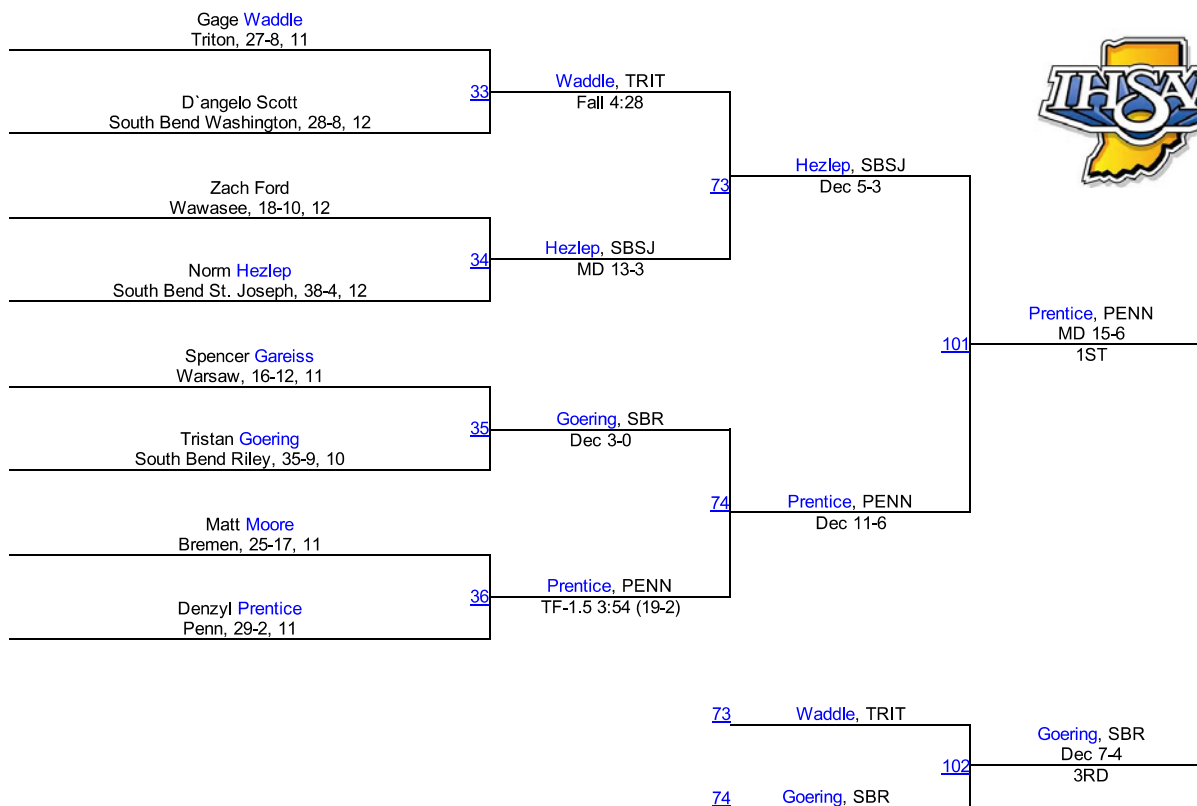 Gage Waddle
Triton, 27-8, 11
33
Waddle, TRIT
Fall 4:28
D`angelo Scott
South Bend Washington, 28-8, 12
IHSAA
73
Hezlep, SBSJ
Dec 5-3
Zach Ford
Wawasee, 18-10, 12
34
Hezlep, SBSJ
MD 13-3
Norm Hezlep
South Bend St. Joseph, 38-4, 12
101
Prentice, PENN
MD 15-6
1ST
Spencer Gareiss
Warsaw, 16-12, 11
35
Goering, SBR
Dec 3-0
Tristan Goering
South Bend Riley, 35-9, 10
74
Prentice, PENN
Dec 11-6
Matt Moore
Bremen, 25-17, 11
36
Prentice, PENN
TF-1.5 3:54 (19-2)
Denzyl Prentice
Penn, 29-2, 11
73
Waddle, TRIT
102
Goering, SBR
Dec 7-4
3RD
74
Goering, SBR